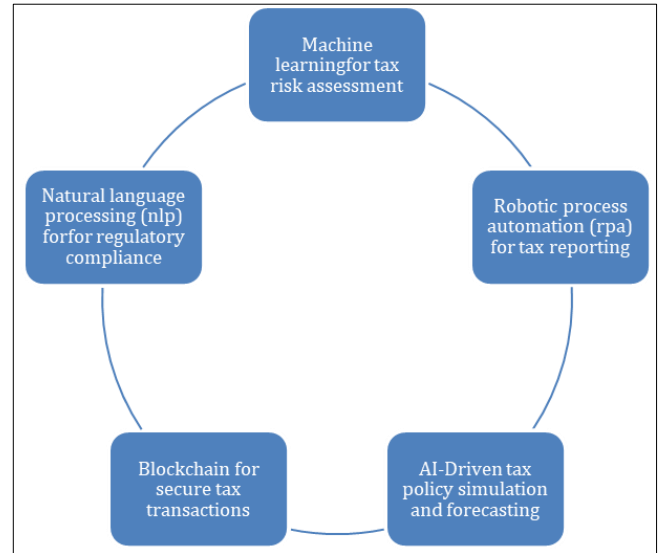 Machine
learningfor tax
risk assessment
Robotic process
automation (rpa)
for tax reporting
AI-Driven tax
policy simulation
and forecasting
Blockchain for
secure tax
transactions
Natural language
processing (nlp)
forfor regulatory
compliance